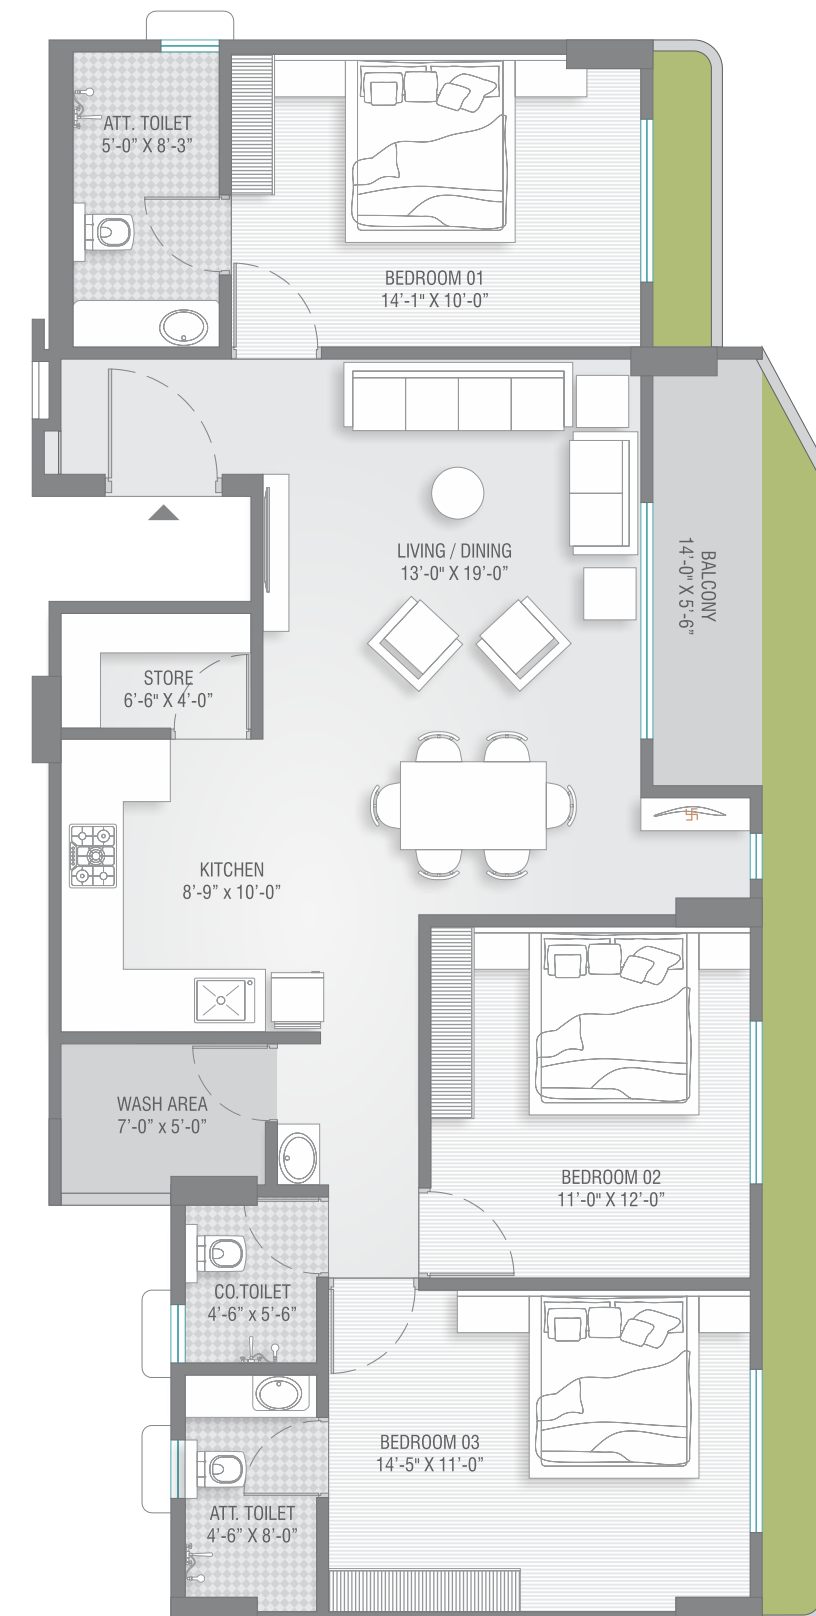 ATT. TOILET
5'-0” X 8'-3”
BEDROOM 01
14'-1" X 10'-0”
LIVING / DINING
13'-0" X 19'-0”
BALCONY
14'-0" X 5'-6”
STORE
6'-6" X 4'-0”
KITCHEN
8'-9” x 10'-0”
WASH AREA
7'-0” x 5'-0”
BEDROOM 02
11'-0" X 12'-0”
CO.TOILET
4'-6” x 5'-6”
BEDROOM 03
14'-5" X 11'-0”
ATT. TOILET
4'-6” X 8'-0”